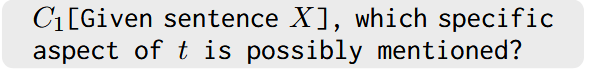 C₁[Given sentence X], which specific
aspect of t is possibly mentioned?